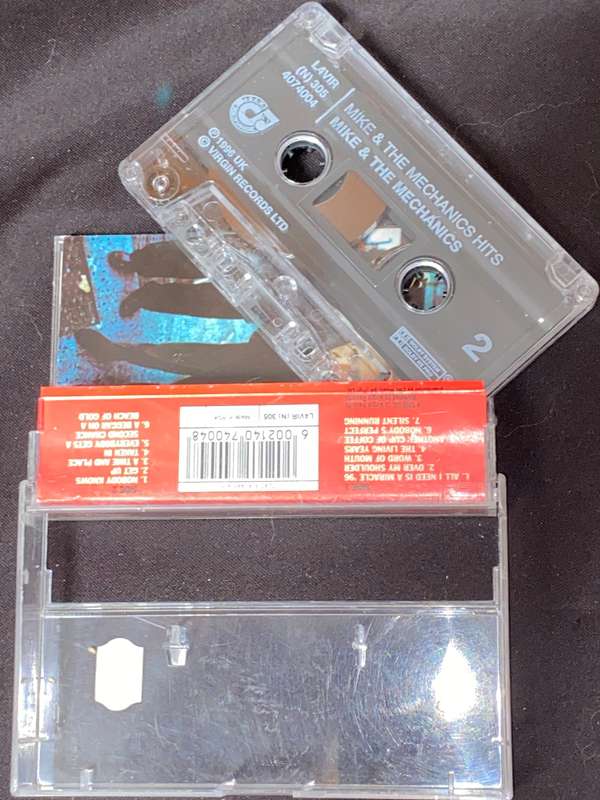 L4VIR
(N) 305
4074004
MIKE & THE MECHANICS HITS
MIKE & THE MECHANICS
℗ 1996 UK
© VIRGIN RECORDS LTD
2
1. ALL I NEED IS A MIRACLE '96
2. OVER MY SHOULDER
3. WORD OF MOUTH
4. THE LIVING YEARS
5. ANOTHER CUP OF COFFEE
6. NOBODY'S PERFECT
7. SILENT RUNNING
L4VIR (N) 305
6 002140 740048
1. NOBODY KNOWS
2. GET UP
3. A TIME AND PLACE
4. TAKEN IN
5. EVERYBODY GETS A
SECOND CHANCE
6. A BEGGAR ON A
BEACH OF GOLD